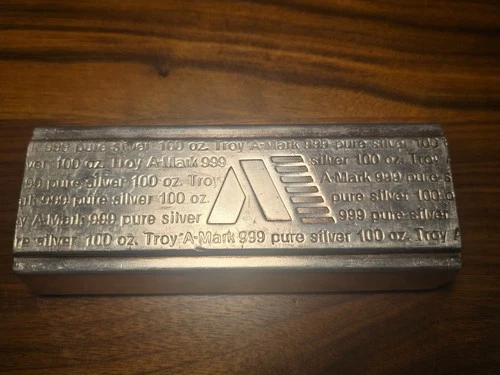 999 pure silver 100 oz. Troy A-Mark 999 pure silver 100 oz. Troy
ver 100 oz. Troy A-Mark 999 silver 100 oz. Troy
999 pure silver 100 oz. Troy A-Mark 999 pure
999 pure silver 100 oz. pure silver 100 oz
A-Mark 999 pure silver 999 pure silver
silver 100 oz. Troy A-Mark 999 pure silver 100 oz. Troy A